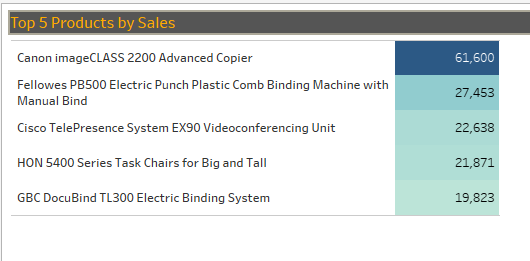 Top 5 Products by Sales
Canon imageCLASS 2200 Advanced Copier 61,600
Fellowes PB500 Electric Punch Plastic Comb Binding Machine with
Manual Bind 27,453
Cisco TelePresence System EX90 Videoconferencing Unit 22,638
HON 5400 Series Task Chairs for Big and Tall 21,871
GBC DocuBind TL300 Electric Binding System 19,823